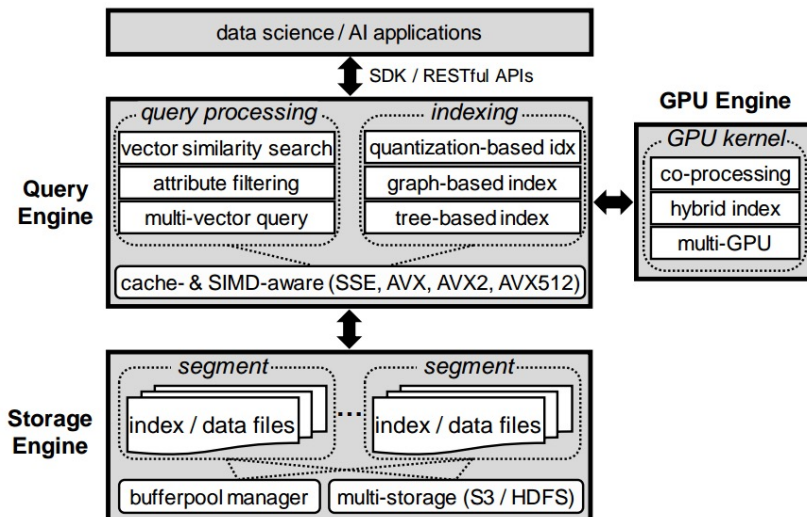 data science / AI applications
SDK / RESTful APIs
Query
Engine
query processing
vector similarity search
attribute filtering
multi-vector query
indexing
quantization-based idx
graph-based index
tree-based index
cache- & SIMD-aware (SSE, AVX, AVX2, AVX512)
GPU Engine
GPU kernel
co-processing
hybrid index
multi-GPU
Storage
Engine
segment
index / data files
...
segment
index / data files
bufferpool manager
multi-storage (S3 / HDFS)